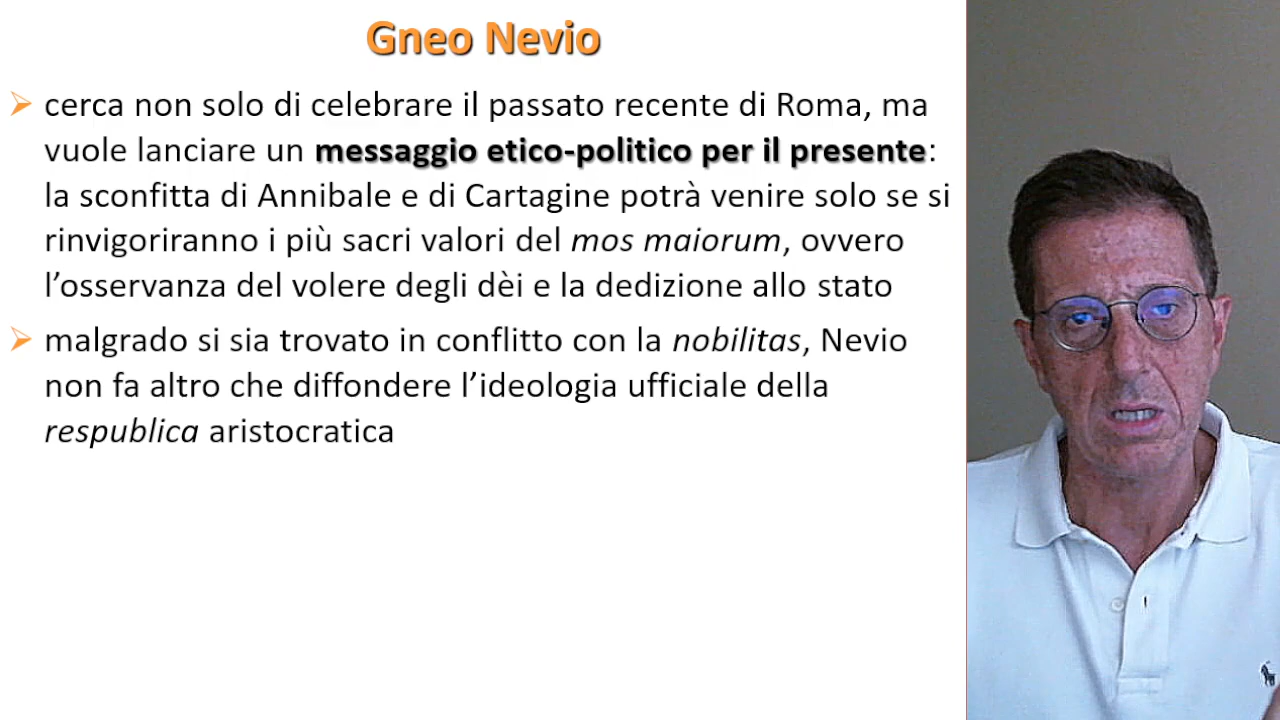 Gneo Nevio
cerca non solo di celebrare il passato recente di Roma, ma
vuole lanciare un messaggio etico-politico per il presente:
la sconfitta di Annibale e di Cartagine potrà venire solo se si
rinvigoriranno i più sacri valori del mos maiorum, ovvero
l’osservanza del volere degli dèi e la dedizione allo stato
malgrado si sia trovato in conflitto con la nobilitas, Nevio
non fa altro che diffondere l’ideologia ufficiale della
respublica aristocratica